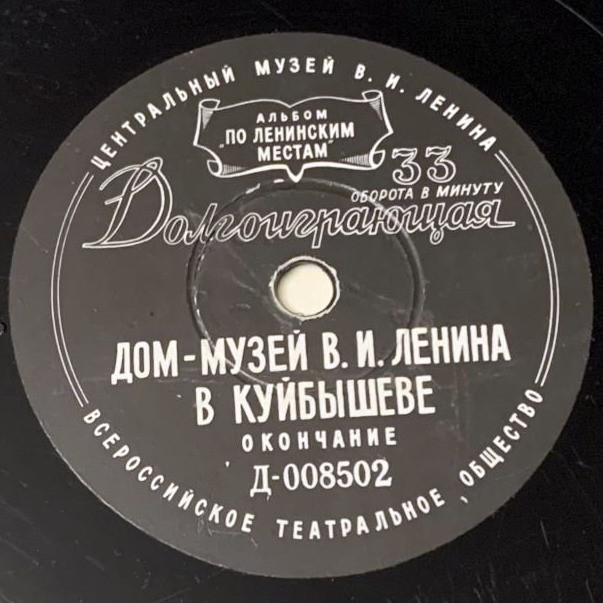 ЦЕНТРАЛЬНЫЙ МУЗЕЙ В. И. ЛЕНИНА
АЛЬБОМ
„ПО ЛЕНИНСКИМ
МЕСТАМ"
33
ОБОРОТА В МИНУТУ
Долгоиграющая
ДОМ-МУЗЕЙ В. И. ЛЕНИНА
В КУЙБЫШЕВЕ
ОКОНЧАНИЕ
Д-008502
ВСЕРОССИЙСКОЕ ТЕАТРАЛЬНОЕ ОБЩЕСТВО